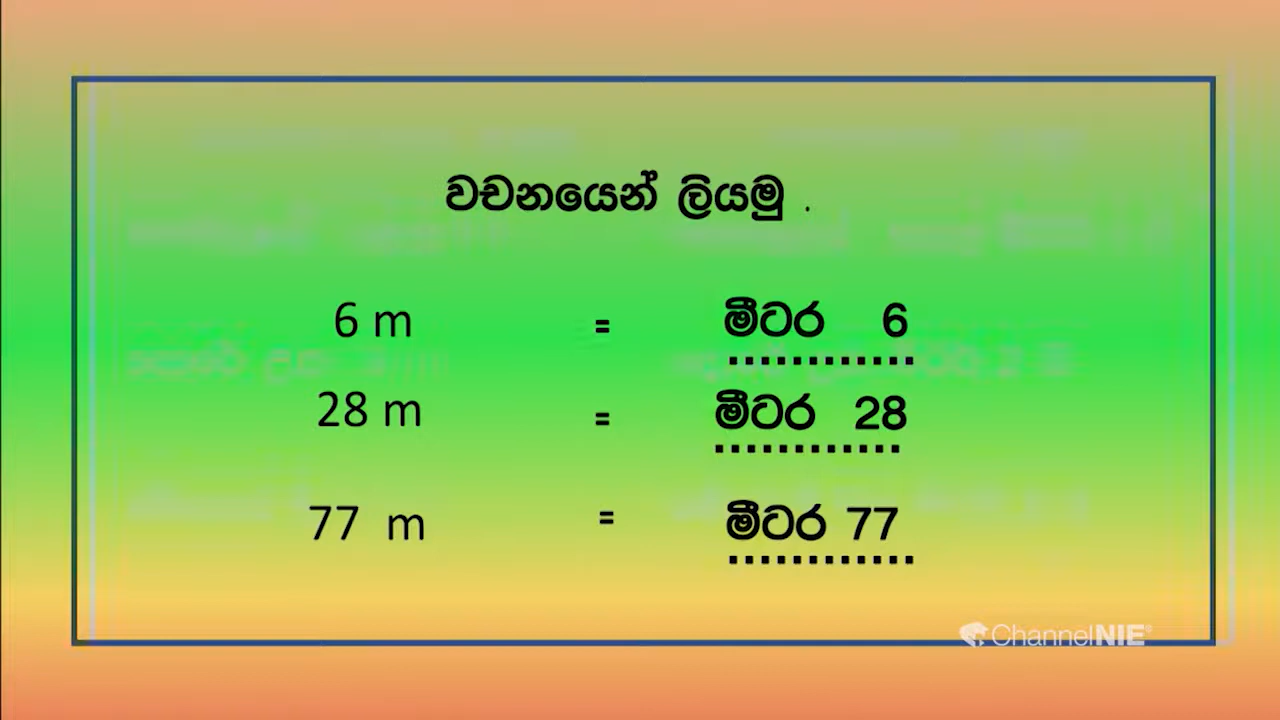 වචනයෙන් ලියමු .
6 m = මීටර 6
28 m = මීටර 28
77 m = මීටර 77
ChannelNIE